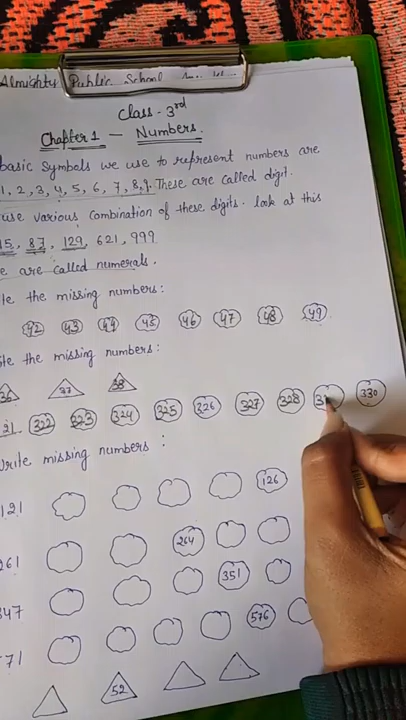 Almighty Public School
Class-3rd
Chapter 1 - Numbers.
basic symbols we use to represent numbers are
1, 2, 3, 4, 5, 6, 7, 8, 9. These are called digit.
use various combination of these digits. look at this
45, 87, 129, 621, 999
are called numerals.
the missing numbers:
42 43 44 45 46 47 48 49
the missing numbers:
36 37 38
21 322 323 324 325 326 327 328 3 330
write missing numbers :
121 126
261 264
347 351
571 576
52